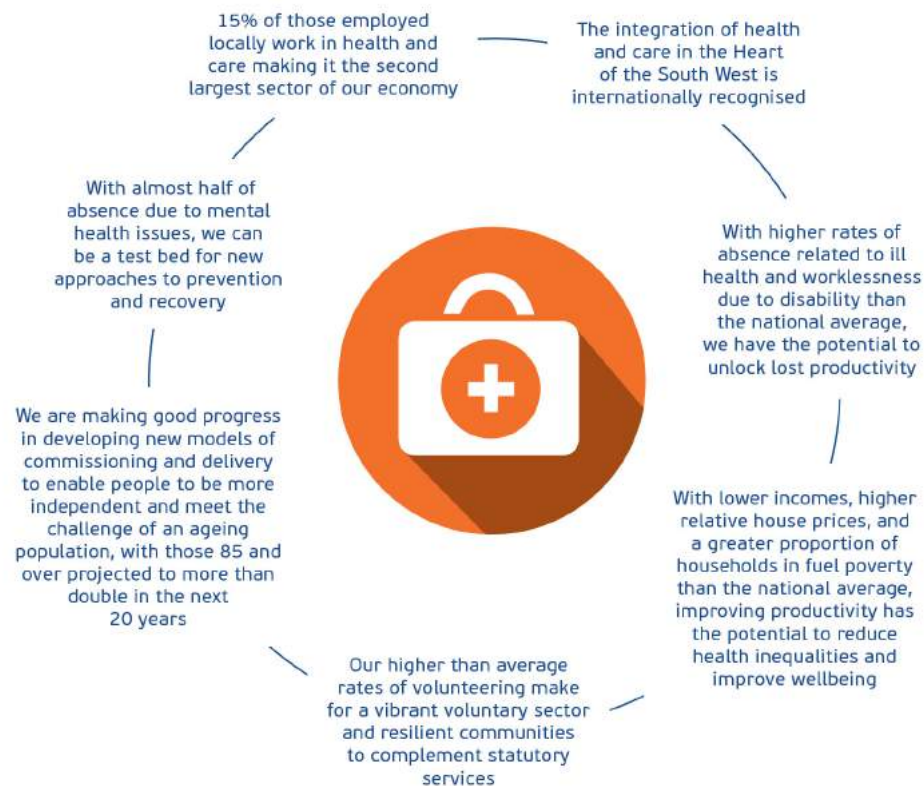 15% of those employed
locally work in health and
care making it the second
largest sector of our economy
The integration of health
and care in the Heart
of the South West is
internationally recognised
With higher rates of
absence related to ill
health and worklessness
due to disability than
the national average,
we have the potential to
unlock lost productivity
With lower incomes, higher
relative house prices, and
a greater proportion of
households in fuel poverty
than the national average,
improving productivity has
the potential to reduce
health inequalities and
improve wellbeing
Our higher than average
rates of volunteering make
for a vibrant voluntary sector
and resilient communities
to complement statutory
services
We are making good progress
in developing new models of
commissioning and delivery
to enable people to be more
independent and meet the
challenge of an ageing
population, with those 85 and
over projected to more than
double in the next
20 years
With almost half of
absence due to mental
health issues, we can
be a test bed for new
approaches to prevention
and recovery